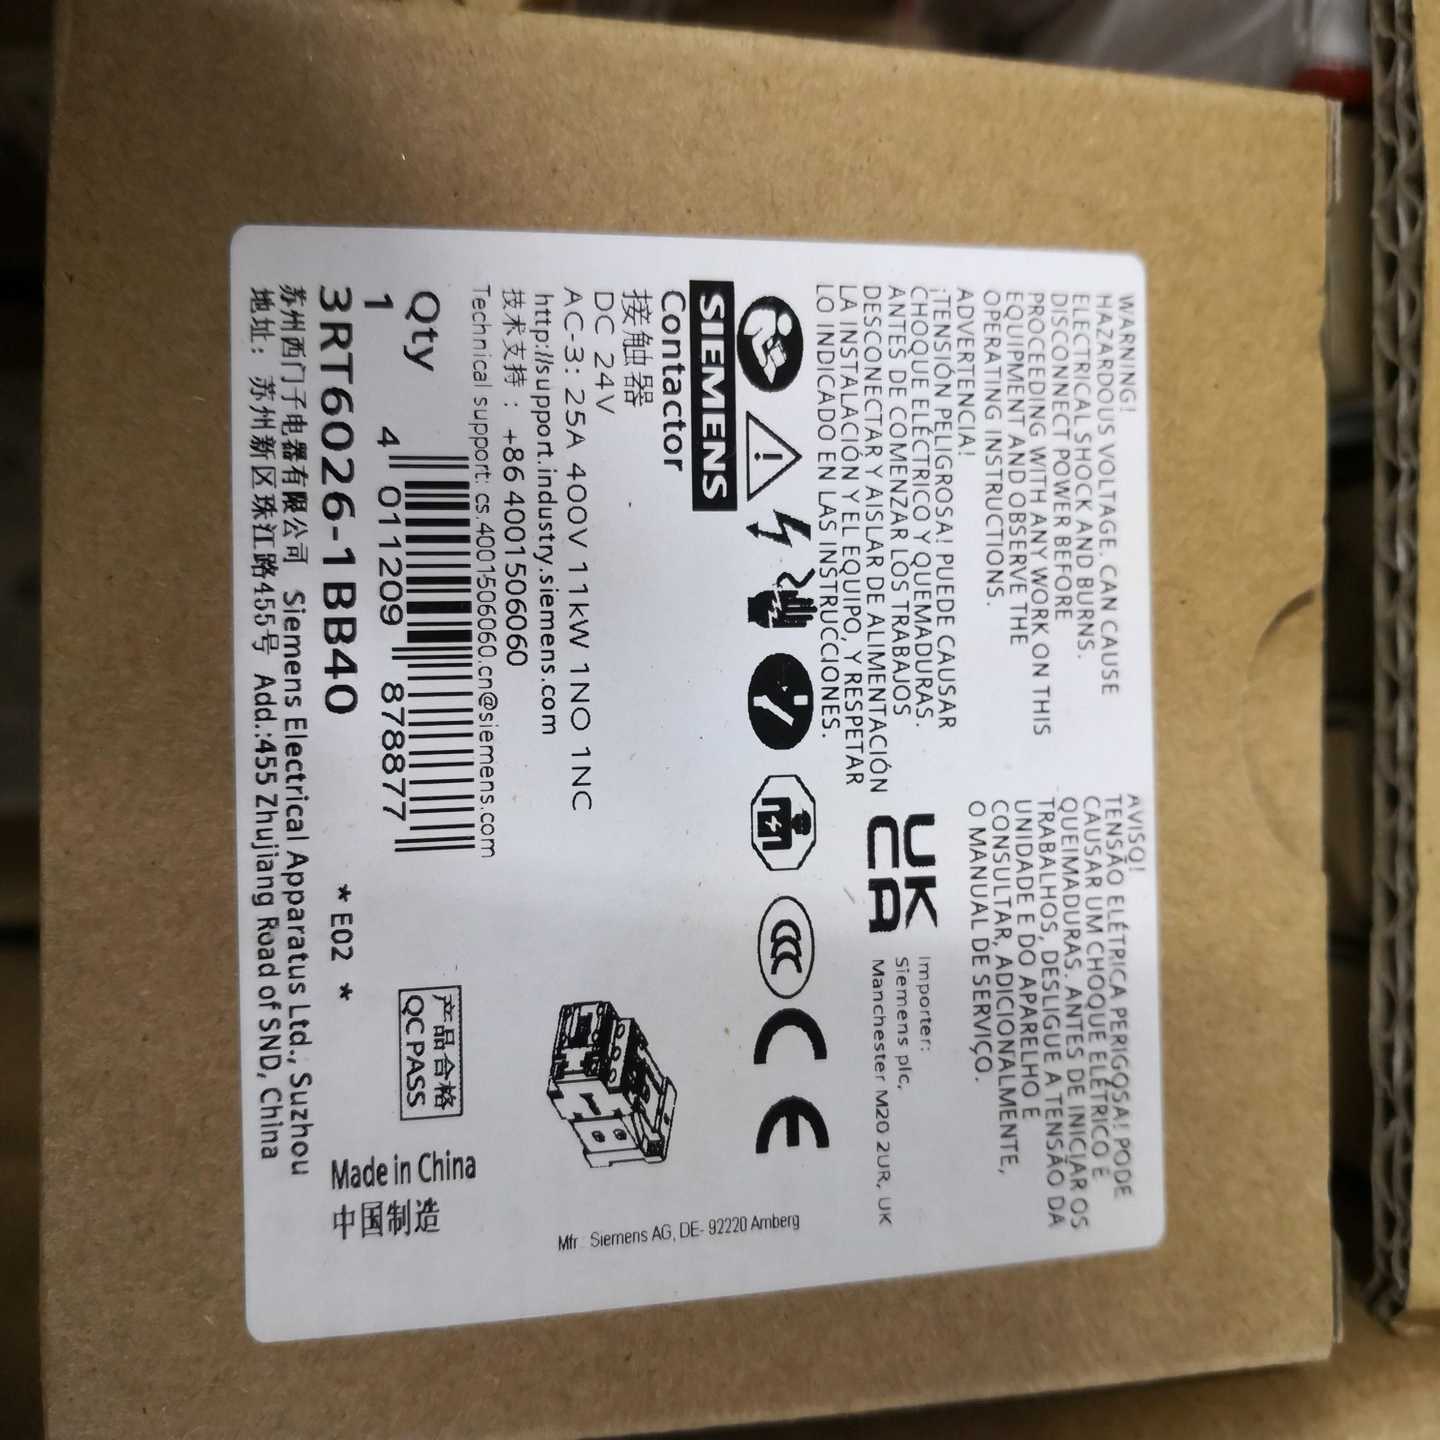 WARNING!
HAZARDOUS VOLTAGE. CAN CAUSE
ELECTRICAL SHOCK AND BURNS.
DISCONNECT POWER BEFORE
PROCEEDING WITH ANY WORK ON THIS
EQUIPMENT AND OBSERVE THE
OPERATING INSTRUCTIONS.
ADVERTENCIA!
¡TENSIÓN PELIGROSA! PUEDE CAUSAR
CHOQUE ELÉCTRICO Y QUEMADURAS.
ANTES DE COMENZAR LOS TRABAJOS
DESCONECTAR Y AISLAR DE ALIMENTACIÓN
LA INSTALACIÓN Y EL EQUIPO, Y RESPETAR
LO INDICADO EN LAS INSTRUCCIONES.
AVISO!
TENSÃO ELÉTRICA PERIGOSA! PODE
CAUSAR UM CHOQUE ELÉTRICO E
QUEIMADURAS. ANTES DE INICIAR OS
TRABALHOS, DESLIGUE A TENSÃO DA
UNIDADE E DO APARELHO E
CONSULTAR, ADICIONALMENTE,
O MANUAL DE SERVIÇO.
UK
CA
Importer:
Siemens plc,
Manchester M20 2UR, UK
CCC
CE
SIEMENS
Contactor
接触器
DC 24V
AC-3: 25A 400V 11kW 1NO 1NC
http://support.industry.siemens.com
技术支持：+86 4001506060
Technical support: cs.4001506060.cn@siemens.com
Mfr.: Siemens AG, DE- 92220 Amberg
Qty
1
4 011209 878877
产品合格
QC PASS
Made in China
中国制造
3RT6026-1BB40
* E02 *
苏州西门子电器有限公司 Siemens Electrical Apparatus Ltd., Suzhou
地址：苏州新区珠江路455号 Add.:455 Zhujiang Road of SND, China